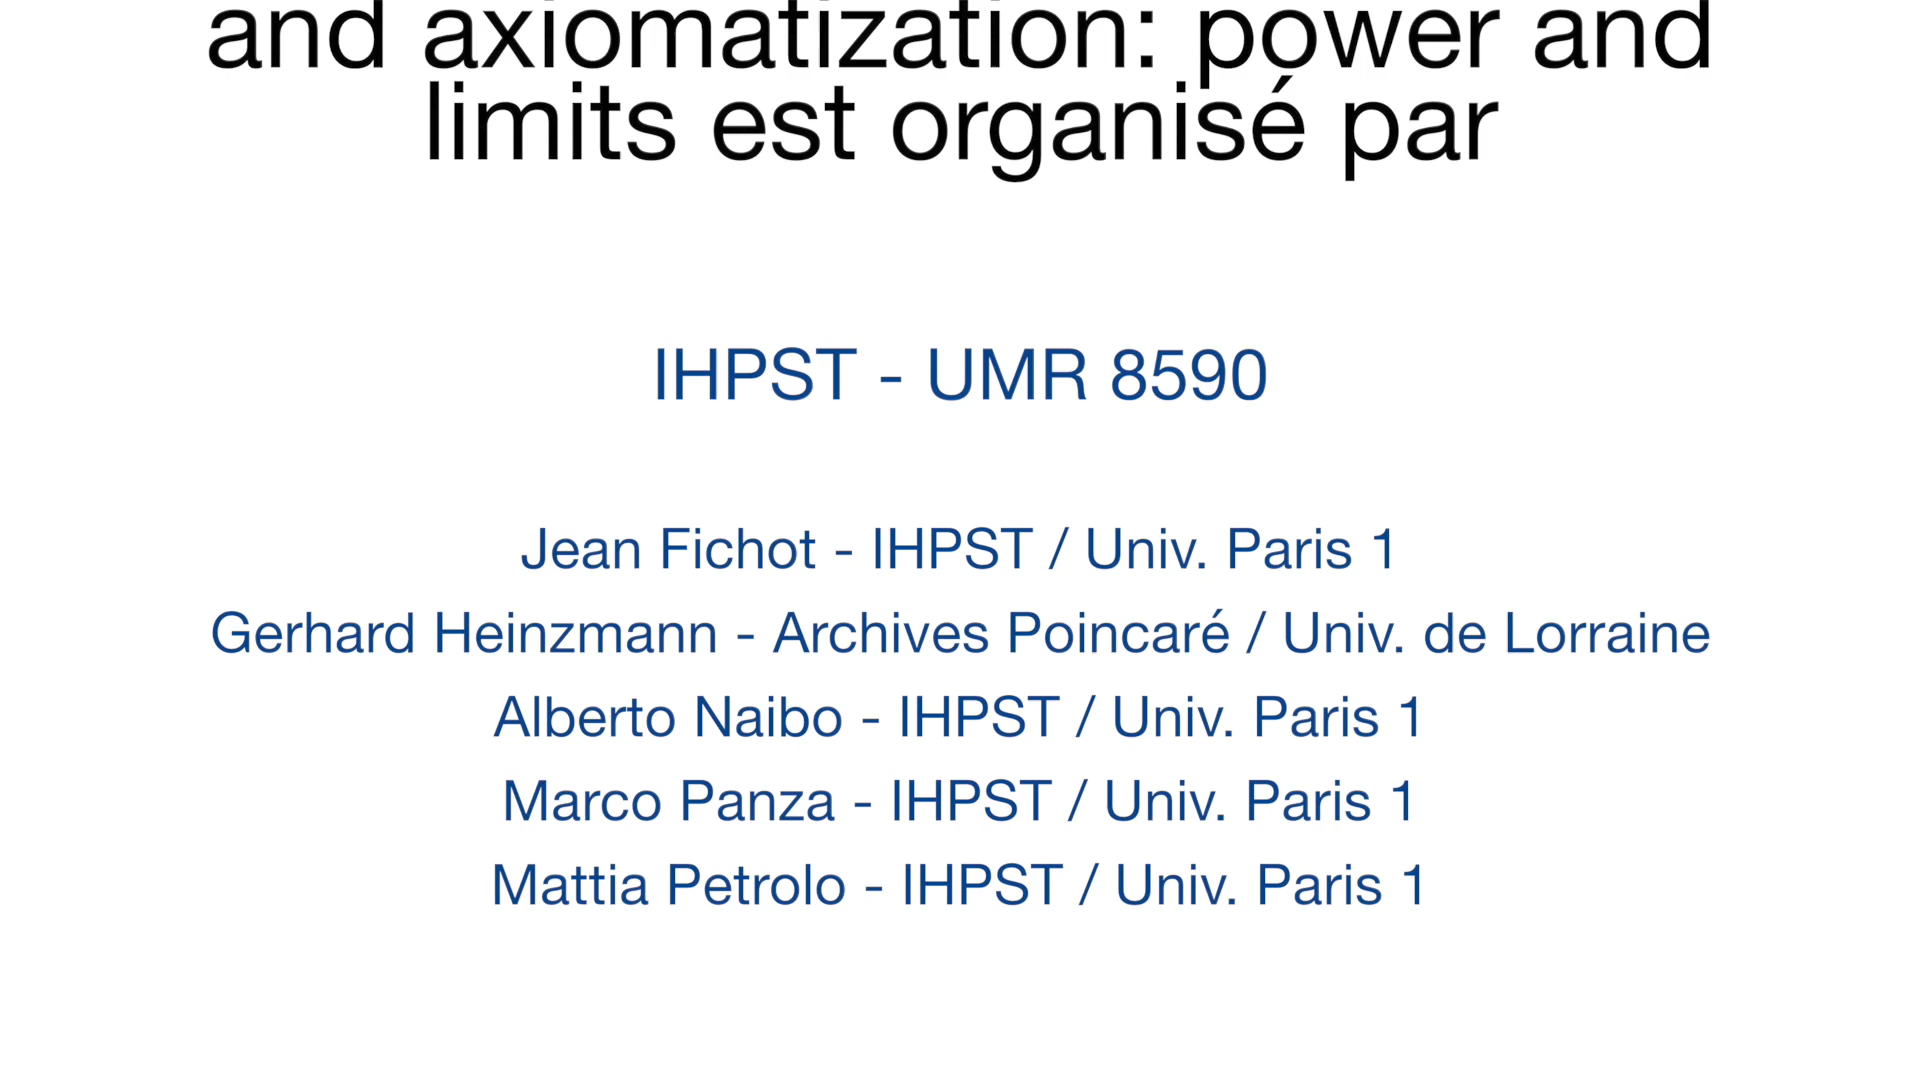 and axiomatization: power and
limits est organisé par
IHPST - UMR 8590
Jean Fichot - IHPST / Univ. Paris 1
Gerhard Heinzmann - Archives Poincaré / Univ. de Lorraine
Alberto Naibo - IHPST / Univ. Paris 1
Marco Panza - IHPST / Univ. Paris 1
Mattia Petrolo - IHPST / Univ. Paris 1